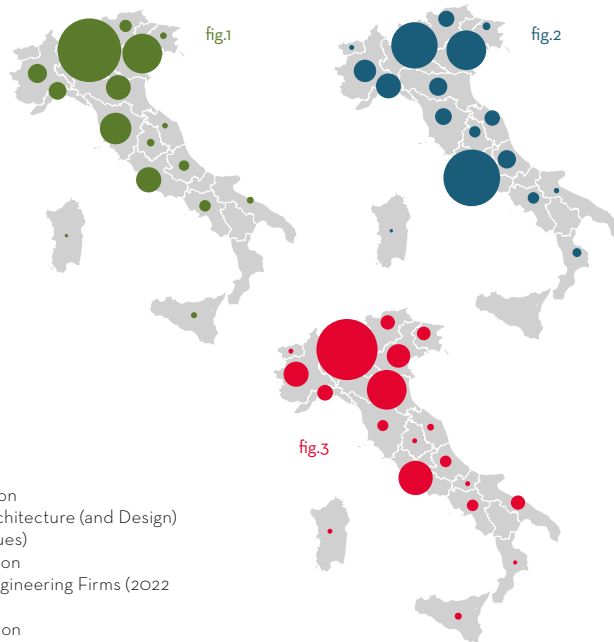 fig.1
fig.2
fig.3
on
chitecture (and Design)
ues)
on
gineering Firms (2022
on